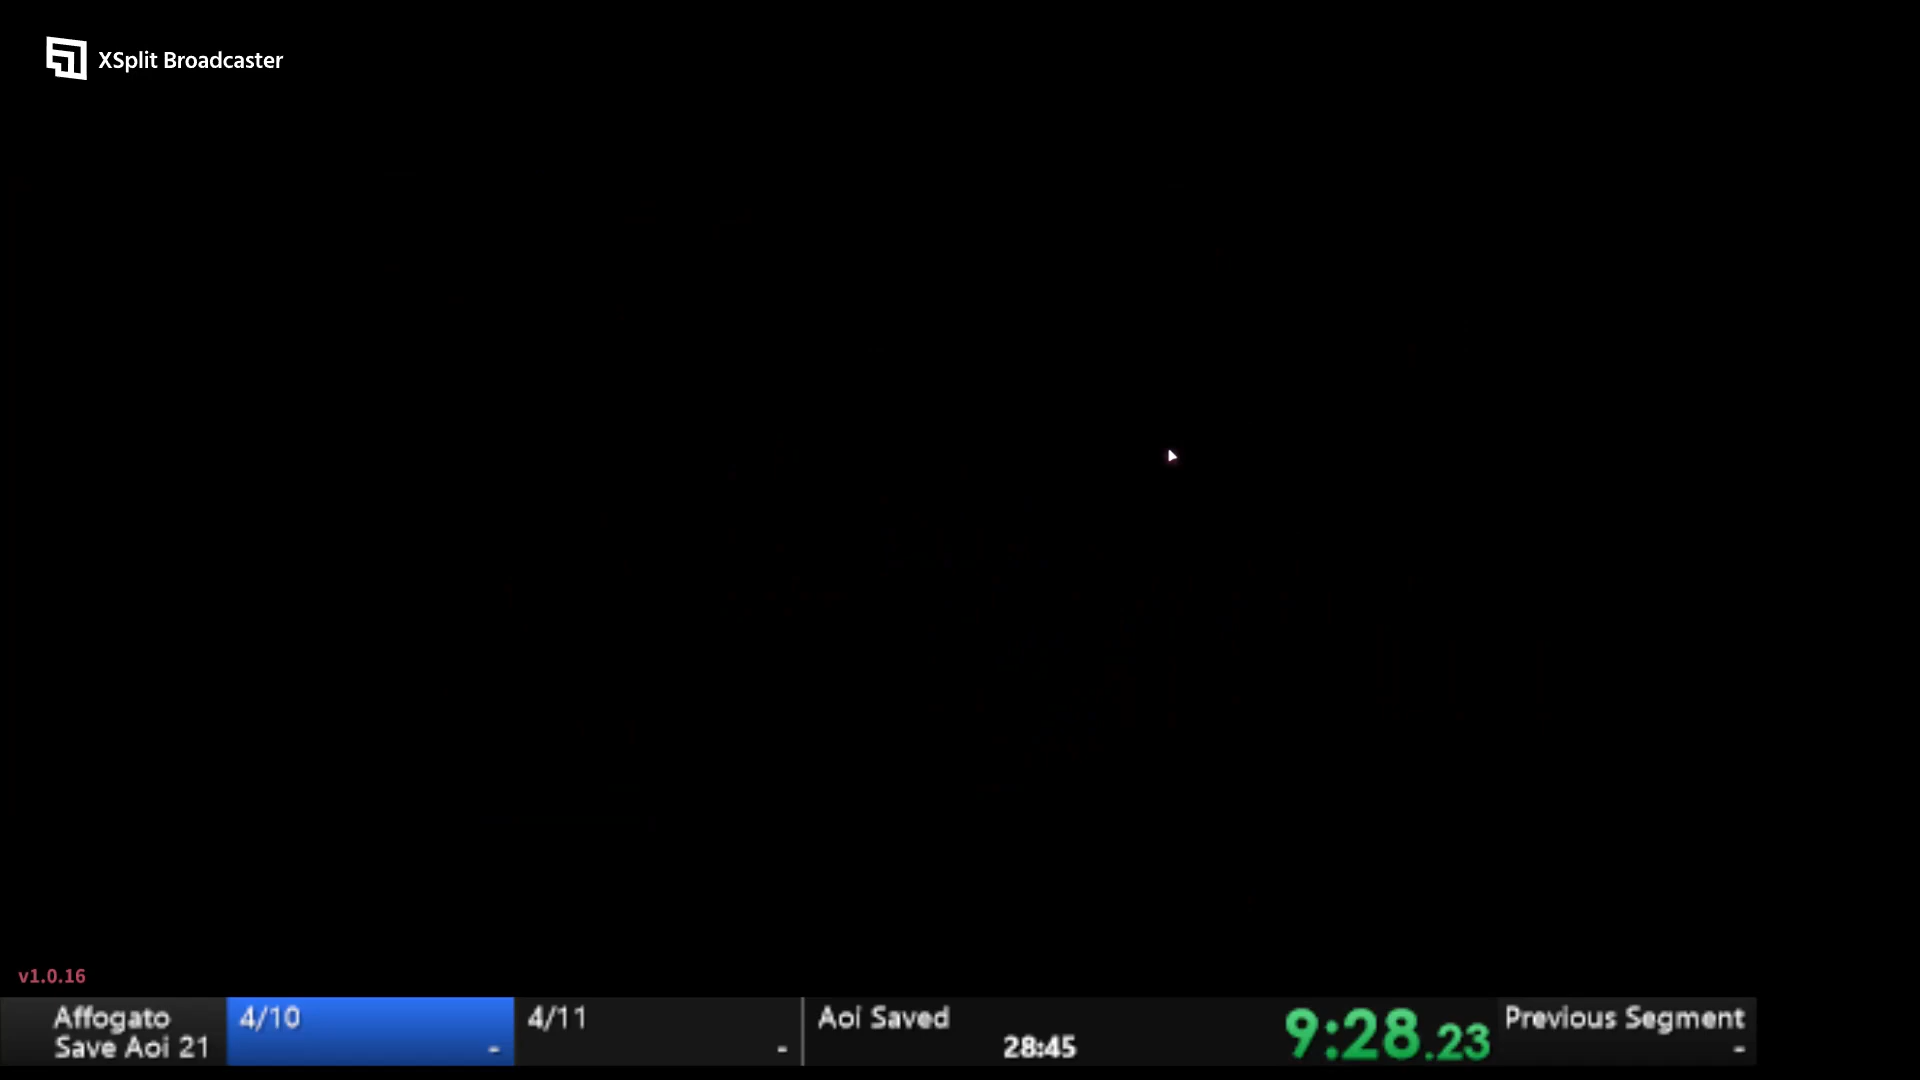 XSplit Broadcaster
v1.0.16
Affogato
Save Aoi 21
4/10
-
4/11
-
Aoi Saved
28:45
9:28.23
Previous Segment
-